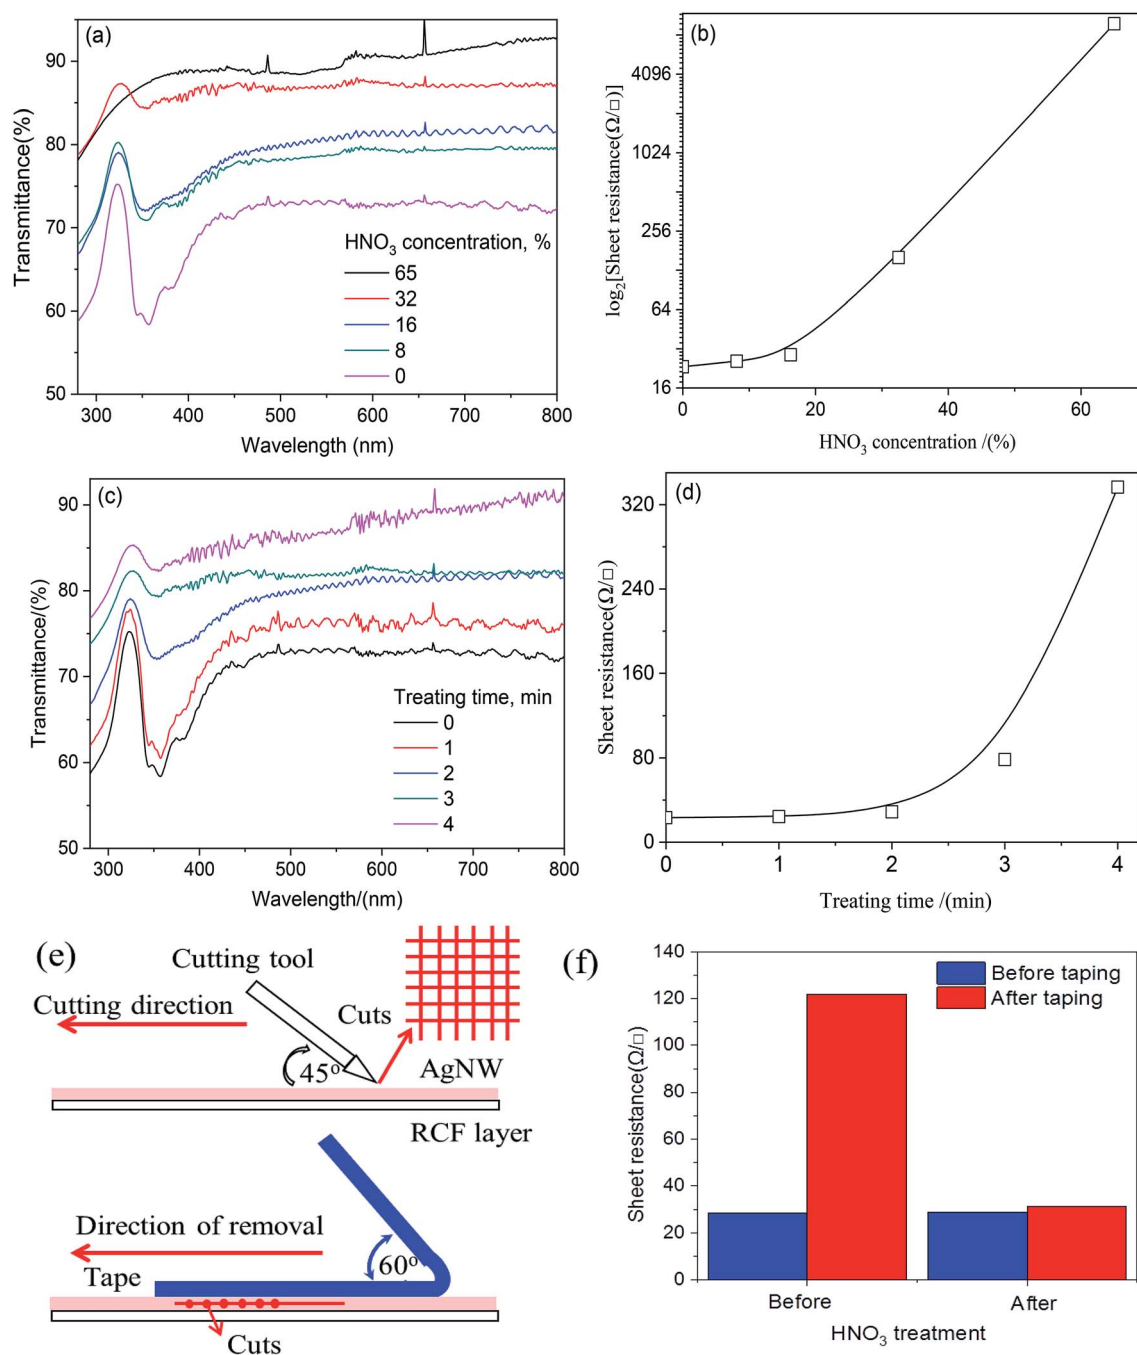 (a)
Transmittance(%)
90
80
70
60
50
300 400 500 600 700 800
Wavelength (nm)
HNO₃ concentration, %
65
32
16
8
0
(b)
log₂[Sheet resistance(Ω/□)]
4096
1024
256
64
16
0 20 40 60
HNO₃ concentration /(%)
(c)
Transmittance/(%)
90
80
70
60
50
300 400 500 600 700 800
Wavelength/(nm)
Treating time, min
0
1
2
3
4
(d)
Sheet resistance(Ω/□)
320
240
160
80
0
0 1 2 3 4
Treating time /(min)
(e)
Cutting tool
Cutting direction
Cuts
45°
AgNW
RCF layer
Direction of removal
60°
Tape
Cuts
(f)
Sheet resistance(Ω/□)
140
120
100
80
60
40
20
0
Before taping
After taping
Before After
HNO₃ treatment